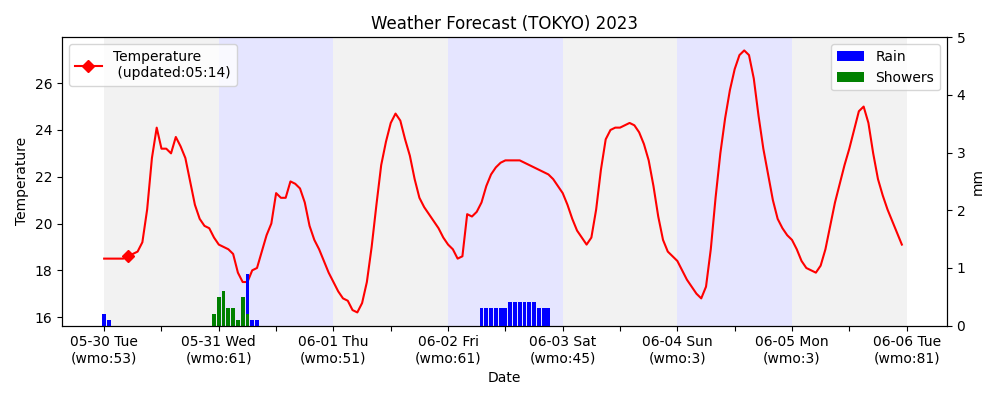 Weather Forecast (TOKYO) 2023
Temperature
(updated:05:14)
Rain
Showers
Temperature
26
24
22
20
18
16
5
4
3
2
1
0
mm
05-30 Tue 05-31 Wed 06-01 Thu 06-02 Fri 06-03 Sat 06-04 Sun 06-05 Mon 06-06 Tue
(wmo:53) (wmo:61) (wmo:51) (wmo:61) (wmo:45) (wmo:3) (wmo:3) (wmo:81)
Date